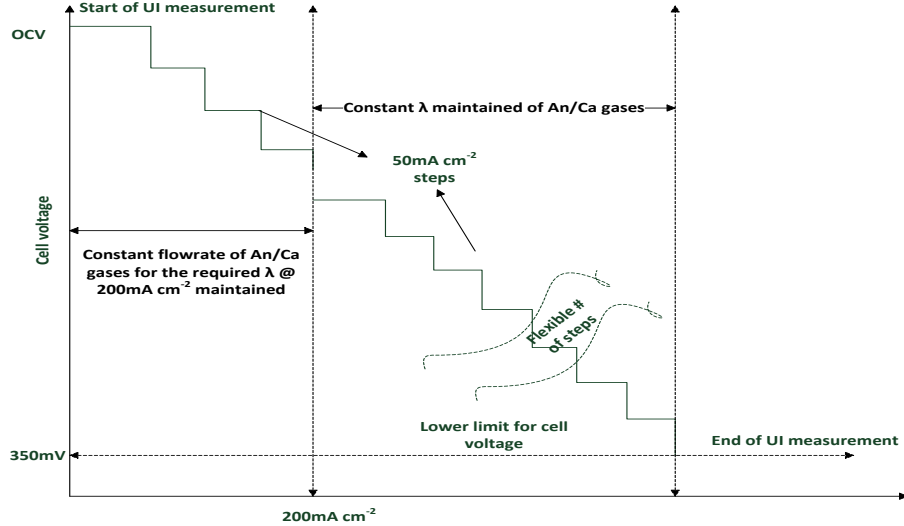 Start of UI measurement
OCV
Constant λ maintained of An/Ca gases
50mA cm-2
steps
Cell voltage
Constant flowrate of An/Ca
gases for the required λ @
200mA cm-2 maintained
Flexible #
of steps
Lower limit for cell
voltage
End of UI measurement
350mV
200mA cm-2